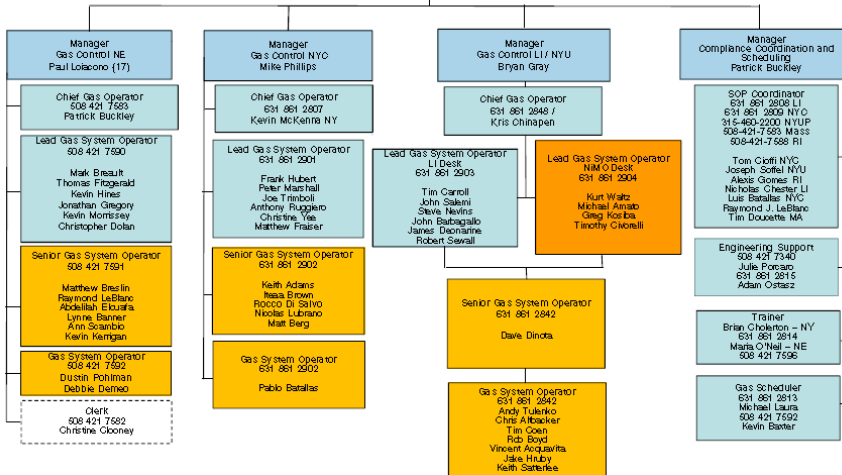 Manager
Gas Control NE
Paul Loiacono {17}
Chief Gas Operator
508 421 7583
Patrick Buckley
Lead Gas System Operator
508 421 7590
Mark Breault
Thomas Fitzgerald
Kevin Hines
Jonathan Gregory
Kevin Morrissey
Christopher Dolan
Senior Gas System Operator
508 421 7591
Matthew Breslin
Raymond LeBlanc
Abdelilah Elouafa
Lynne Banner
Ann Scambio
Kevin Kerrigan
Gas System Operator
508 421 7592
Dustin Pohlman
Debbie Demeo
Clerk
508 421 7582
Christine Clooney
Manager
Gas Control NYC
Mike Phillips
Chief Gas Operator
631 861 2807
Kevin McKenna NY
Lead Gas System Operator
631 861 2901
Frank Hubert
Peter Marshall
Joe Trimboli
Anthony Ruggiero
Christine Yee
Matthew Fraiser
Senior Gas System Operator
631 861 2902
Keith Adams
Brown
Rocco Di Salvo
Nicolas Lubrano
Matt Berg
Gas System Operator
631 861 2902
Pablo Batallas
Manager
Gas Control LI / NYU
Bryan Gray
Chief Gas Operator
631 861 2848 /
Kris Chinapen
Lead Gas System Operator
LI Desk
631 861 2903
Tim Carroll
John Salemi
Steve Nevins
John Barbagallo
James Deonarine
Robert Sewall
Lead Gas System Operator
NiMO Desk
631 861 2904
Kurt Waltz
Michael Amato
Greg Kosiba
Timothy Civorelli
Senior Gas System Operator
631 861 2842
Dave Dinota
Gas System Operator
631 861 2842
Andy Tulenko
Chris Altbacker
Tim Coen
Rob Boyd
Vincent Acquavita
Jake Hruby
Keith Satterlee
Manager
Compliance Coordination and
Scheduling
Patrick Buckley
SOP Coordinator
631 861 2808 LI
631 861 2809 NYC
315-460-2200 NYUP
508-421-7583 Mass
508-421-7588 RI
Tom Cioffi NYC
Joseph Soffel NYU
Alexis Gomes RI
Nicholas Chester LI
Luis Batallas NYC
Raymond J. LeBlanc
Tim Doucette MA
Engineering Support
508 421 7340
Julie Porcaro
631 861 2815
Adam Ostasz
Trainer
Brian Cholerton – NY
631 861 2814
Maria O'Neil – NE
508 421 7596
Gas Scheduler
631 861 2813
Michael Laura
508 421 7592
Kevin Baxter